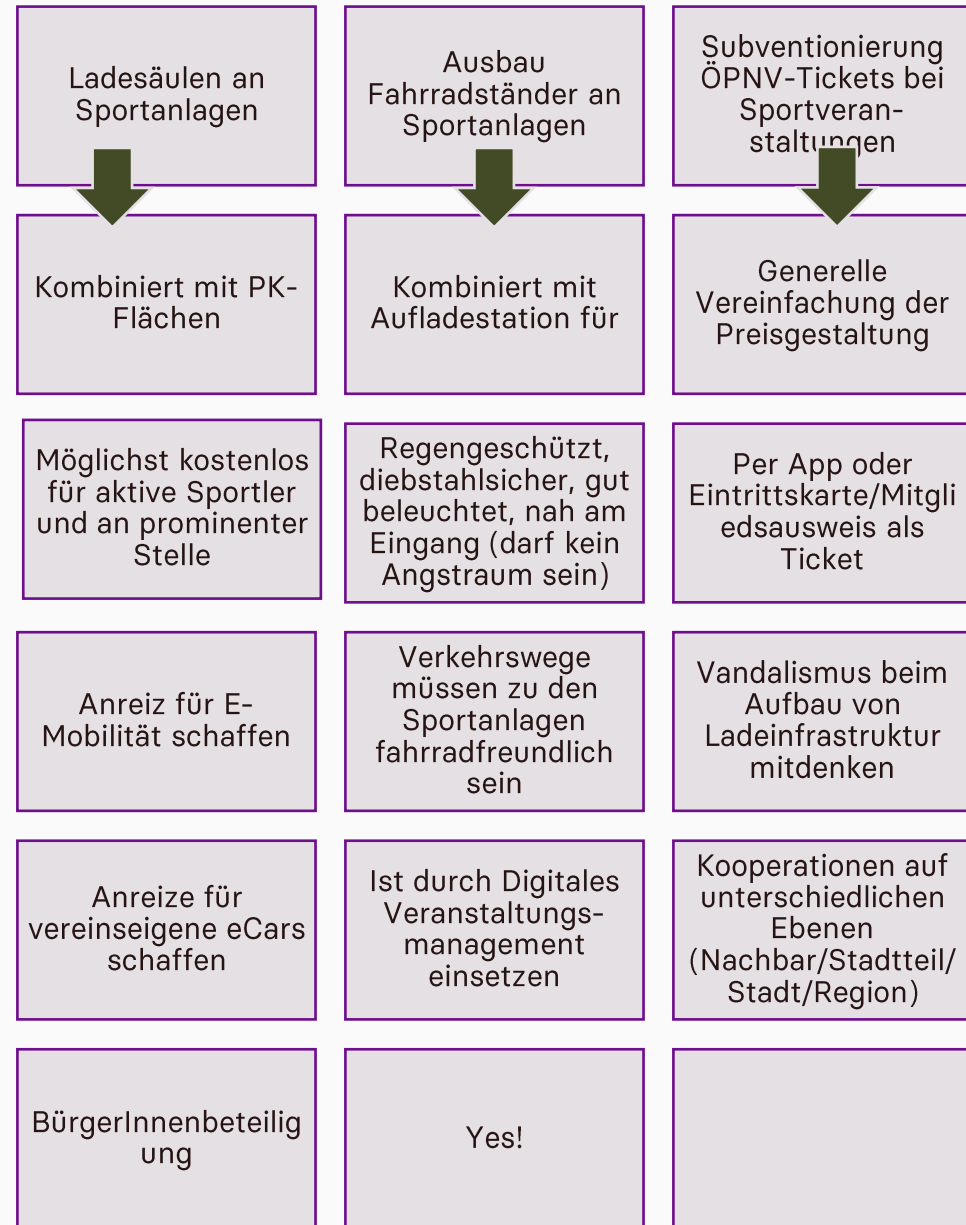 Ladesäulen an
Sportanlagen
Ausbau
Fahrradständer an
Sportanlagen
Subventionierung
ÖPNV-Tickets bei
Sportveran-
staltungen
Kombiniert mit PK-
Flächen
Kombiniert mit
Aufladestation für
Generelle
Vereinfachung der
Preisgestaltung
Möglichst kostenlos
für aktive Sportler
und an prominenter
Stelle
Regengeschützt,
diebstahlsicher, gut
beleuchtet, nah am
Eingang (darf kein
Angstraum sein)
Per App oder
Eintrittskarte/Mitgli
edsausweis als
Ticket
Anreiz für E-
Mobilität schaffen
Verkehrswege
müssen zu den
Sportanlagen
fahrradfreundlich
sein
Vandalismus beim
Aufbau von
Ladeinfrastruktur
mitdenken
Anreize für
vereinseigene eCars
schaffen
Ist durch Digitales
Veranstaltungs-
management
einsetzen
Kooperationen auf
unterschiedlichen
Ebenen
(Nachbar/Stadtteil/
Stadt/Region)
BürgerInnenbeteilig
ung
Yes!